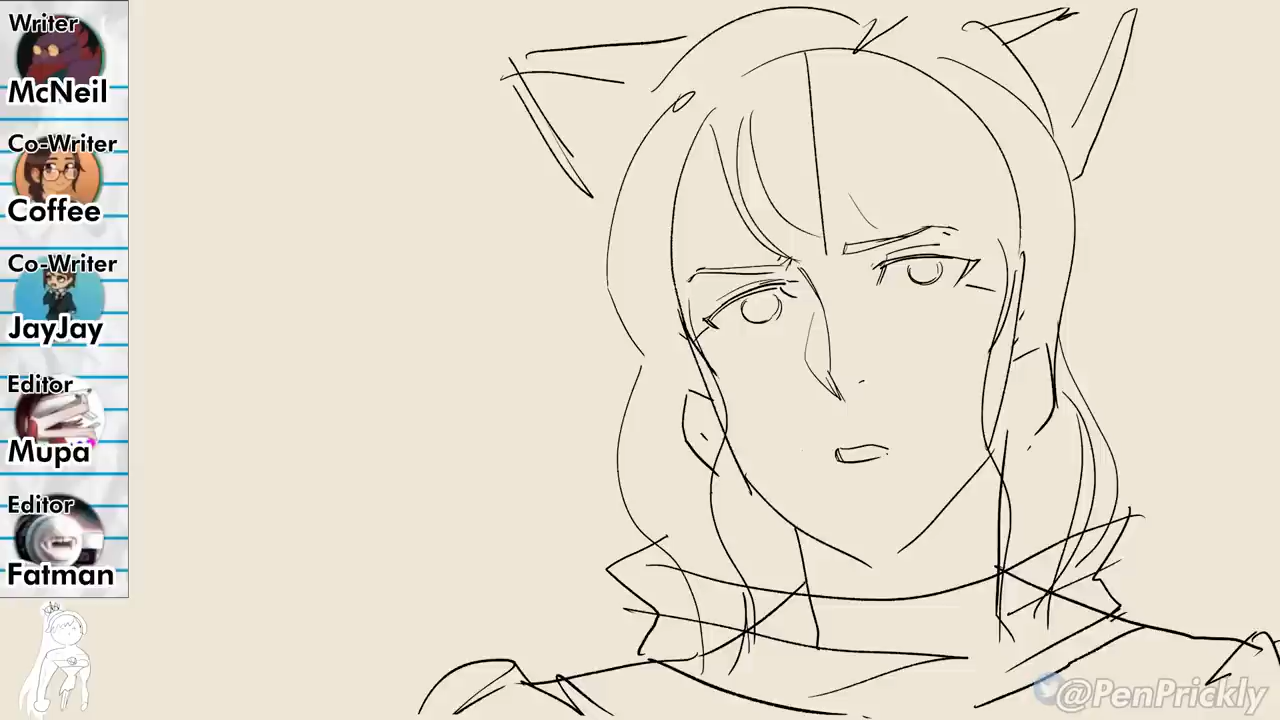 Writer
McNeil
Co-Writer
Coffee
Co-Writer
JayJay
Editor
Mupa
Editor
Fatman
@PenPrickly